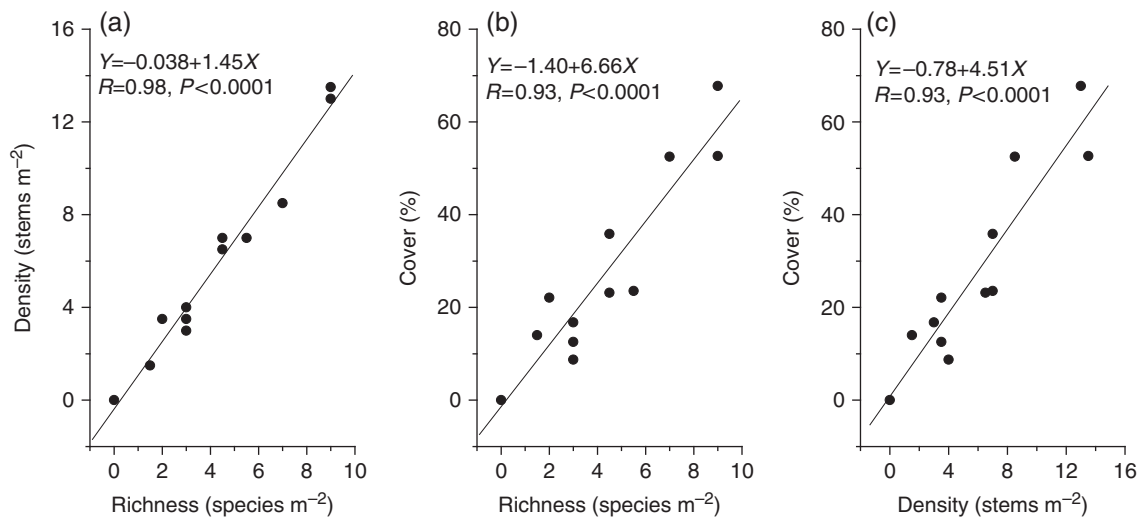 (a)
Y=−0.038+1.45X
R=0.98, P<0.0001
16
12
8
4
0
Density (stems m−2)
0 2 4 6 8 10
Richness (species m−2)
(b)
Y=−1.40+6.66X
R=0.93, P<0.0001
80
60
40
20
0
Cover (%)
0 2 4 6 8 10
Richness (species m−2)
(c)
Y=−0.78+4.51X
R=0.93, P<0.0001
80
60
40
20
0
Cover (%)
0 4 8 12 16
Density (stems m−2)